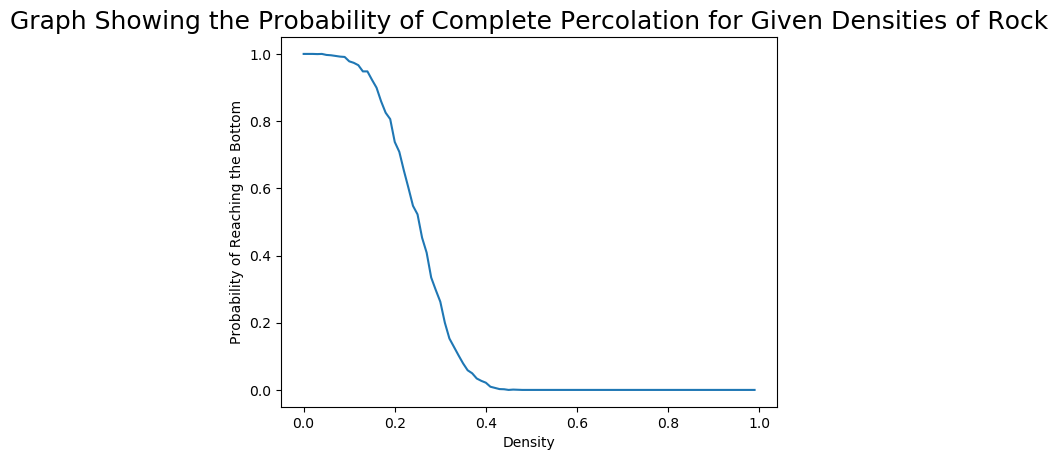 Graph Showing the Probability of Complete Percolation for Given Densities of Rock
1.0
0.8
0.6
0.4
0.2
0.0
Probability of Reaching the Bottom
0.0 0.2 0.4 0.6 0.8 1.0
Density